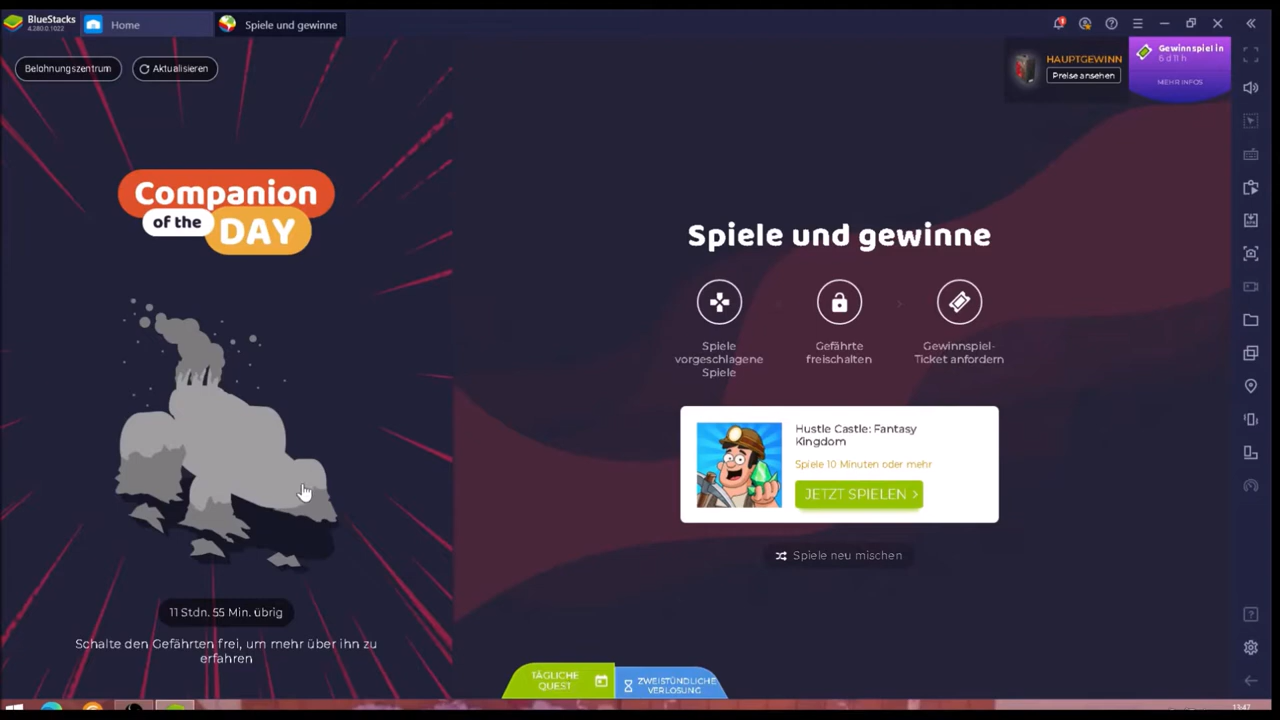 BlueStacks
4.280.0.1022
Home
Spiele und gewinne
Belohnungszentrum
Aktualisieren
HAUPTGEWINN
Preise ansehen
Gewinnspiel in
6 d 11 h
MEHR INFOS
Companion
of the
DAY
Spiele und gewinne
Spiele
vorgeschlagene
Spiele
Gefährte
freischalten
Gewinnspiel-
Ticket anfordern
Hustle Castle: Fantasy
Kingdom
Spiele 10 Minuten oder mehr
JETZT SPIELEN
Spiele neu mischen
11 Stdn. 55 Min. übrig
Schalte den Gefährten frei, um mehr über ihn zu
erfahren
TÄGLICHE
QUEST
ZWEISTÜNDLICHE
VERLOSUNG
13:47